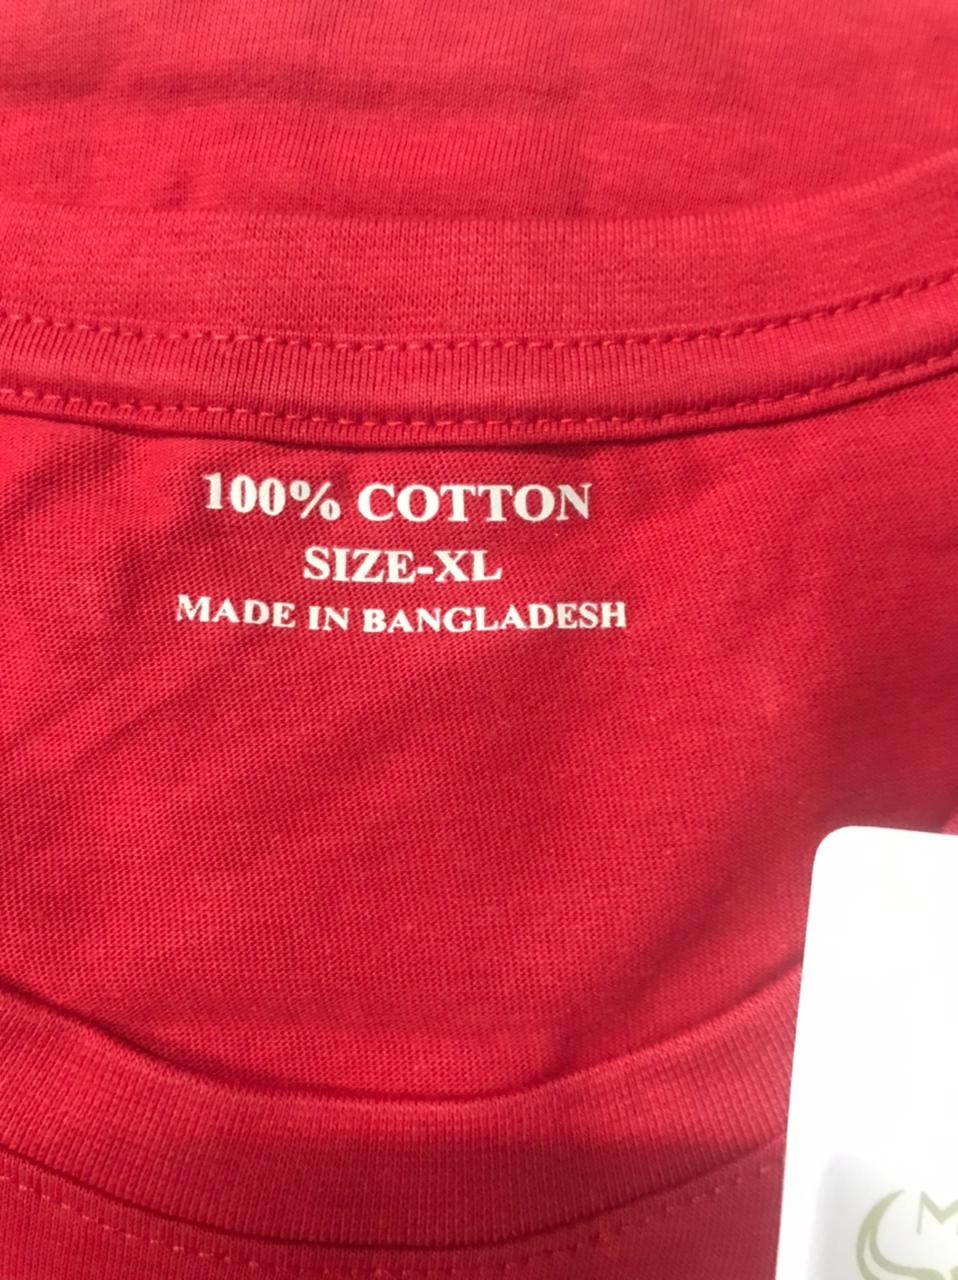 100% COTTON
SIZE-XL
MADE IN BANGLADESH
M